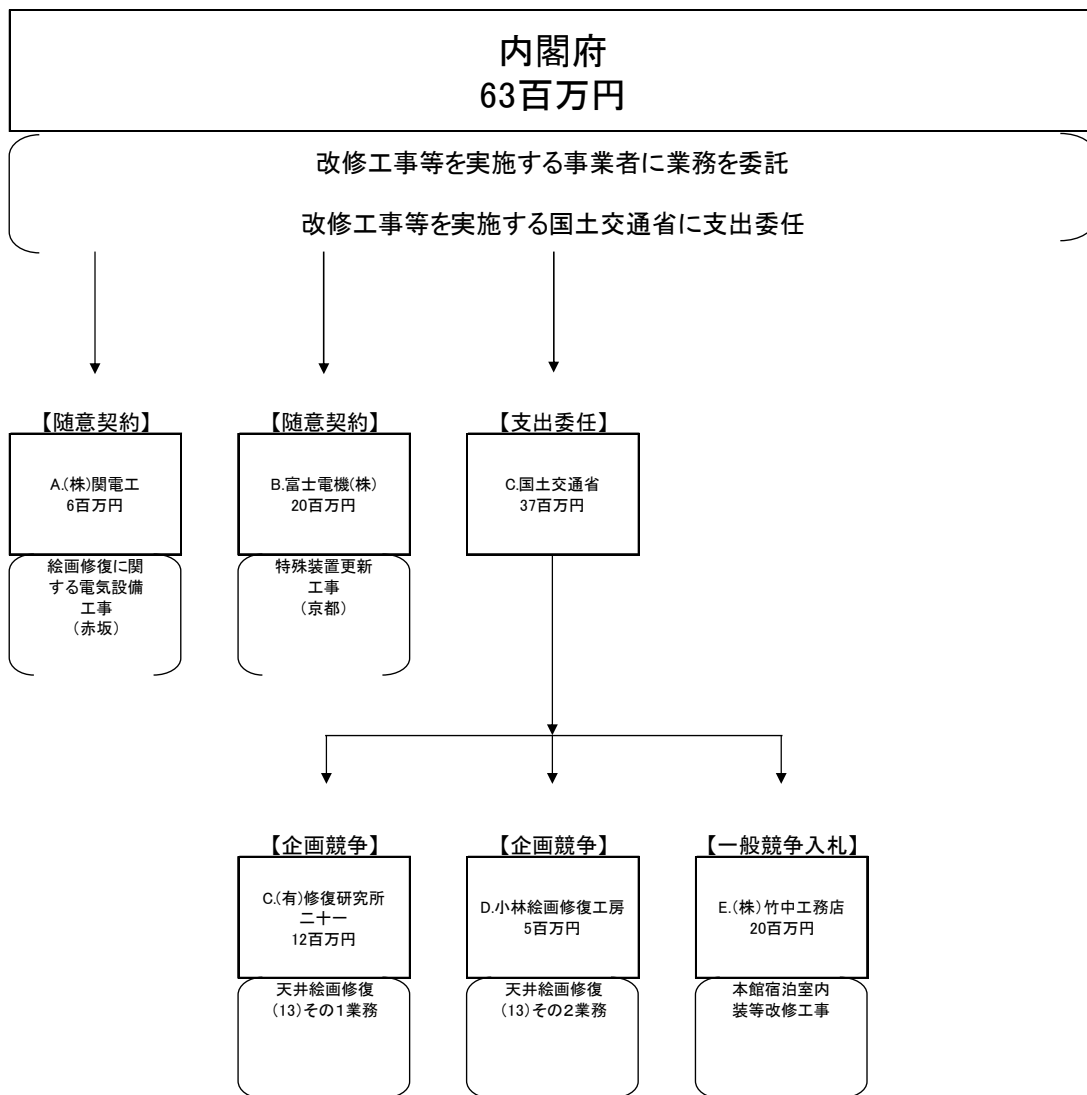 内閣府
63百万円
改修工事等を実施する事業者に業務を委託
改修工事等を実施する国土交通省に支出委任
【随意契約】
A.(株)関電工
6百万円
絵画修復に関
する電気設備
工事
(赤坂)
【随意契約】
B.富士電機(株)
20百万円
特殊装置更新
工事
(京都)
【支出委任】
C.国土交通省
37百万円
【企画競争】
C.(有)修復研究所
二十一
12百万円
天井絵画修復
(13)その1業務
【企画競争】
D.小林絵画修復工房
5百万円
天井絵画修復
(13)その2業務
【一般競争入札】
E.(株)竹中工務店
20百万円
本館宿泊室内
装等改修工事